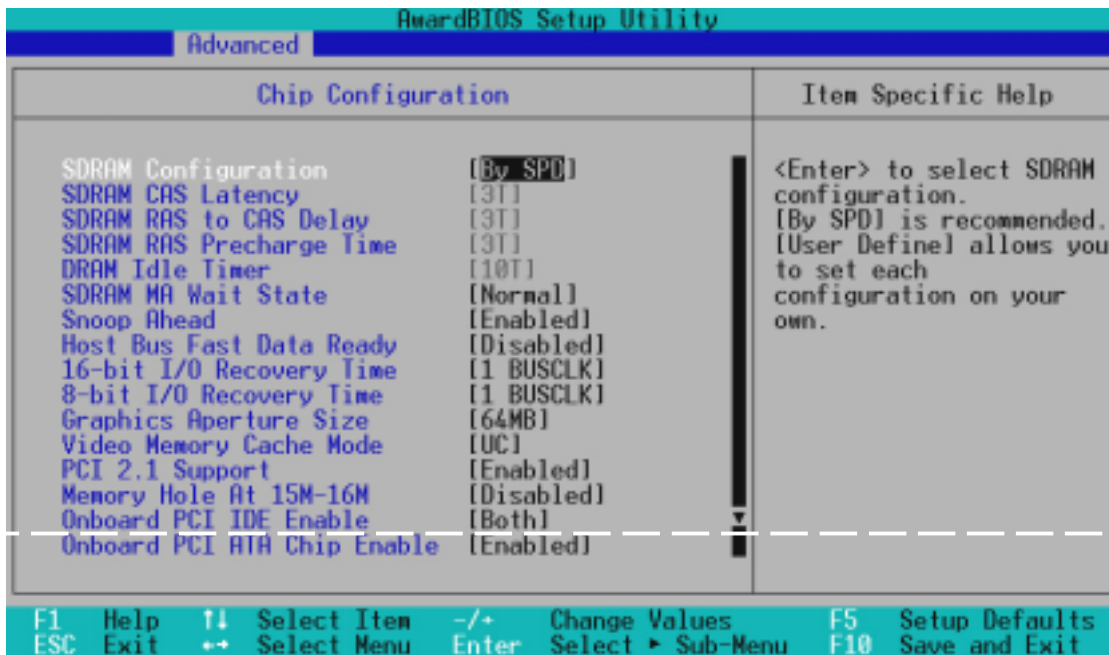 AwardBIOS Setup Utility
Advanced
Chip Configuration
Item Specific Help
SDRAM Configuration [By SPD]
SDRAM CAS Latency [3T]
SDRAM RAS to CAS Delay [3T]
SDRAM RAS Precharge Time [3T]
DRAM Idle Timer [10T]
SDRAM MA Wait State [Normal]
Snoop Ahead [Enabled]
Host Bus Fast Data Ready [Disabled]
16-bit I/O Recovery Time [1 BUSCLK]
8-bit I/O Recovery Time [1 BUSCLK]
Graphics Aperture Size [64MB]
Video Memory Cache Mode [UC]
PCI 2.1 Support [Enabled]
Memory Hole At 15M-16M [Disabled]
Onboard PCI IDE Enable [Both]
Onboard PCI ATA Chip Enable [Enabled]
<Enter> to select SDRAM
configuration.
[By SPD] is recommended.
[User Define] allows you
to set each
configuration on your
own.
F1 Help ↑↓ Select Item -/+ Change Values F5 Setup Defaults
ESC Exit ←→ Select Menu Enter Select ► Sub-Menu F10 Save and Exit